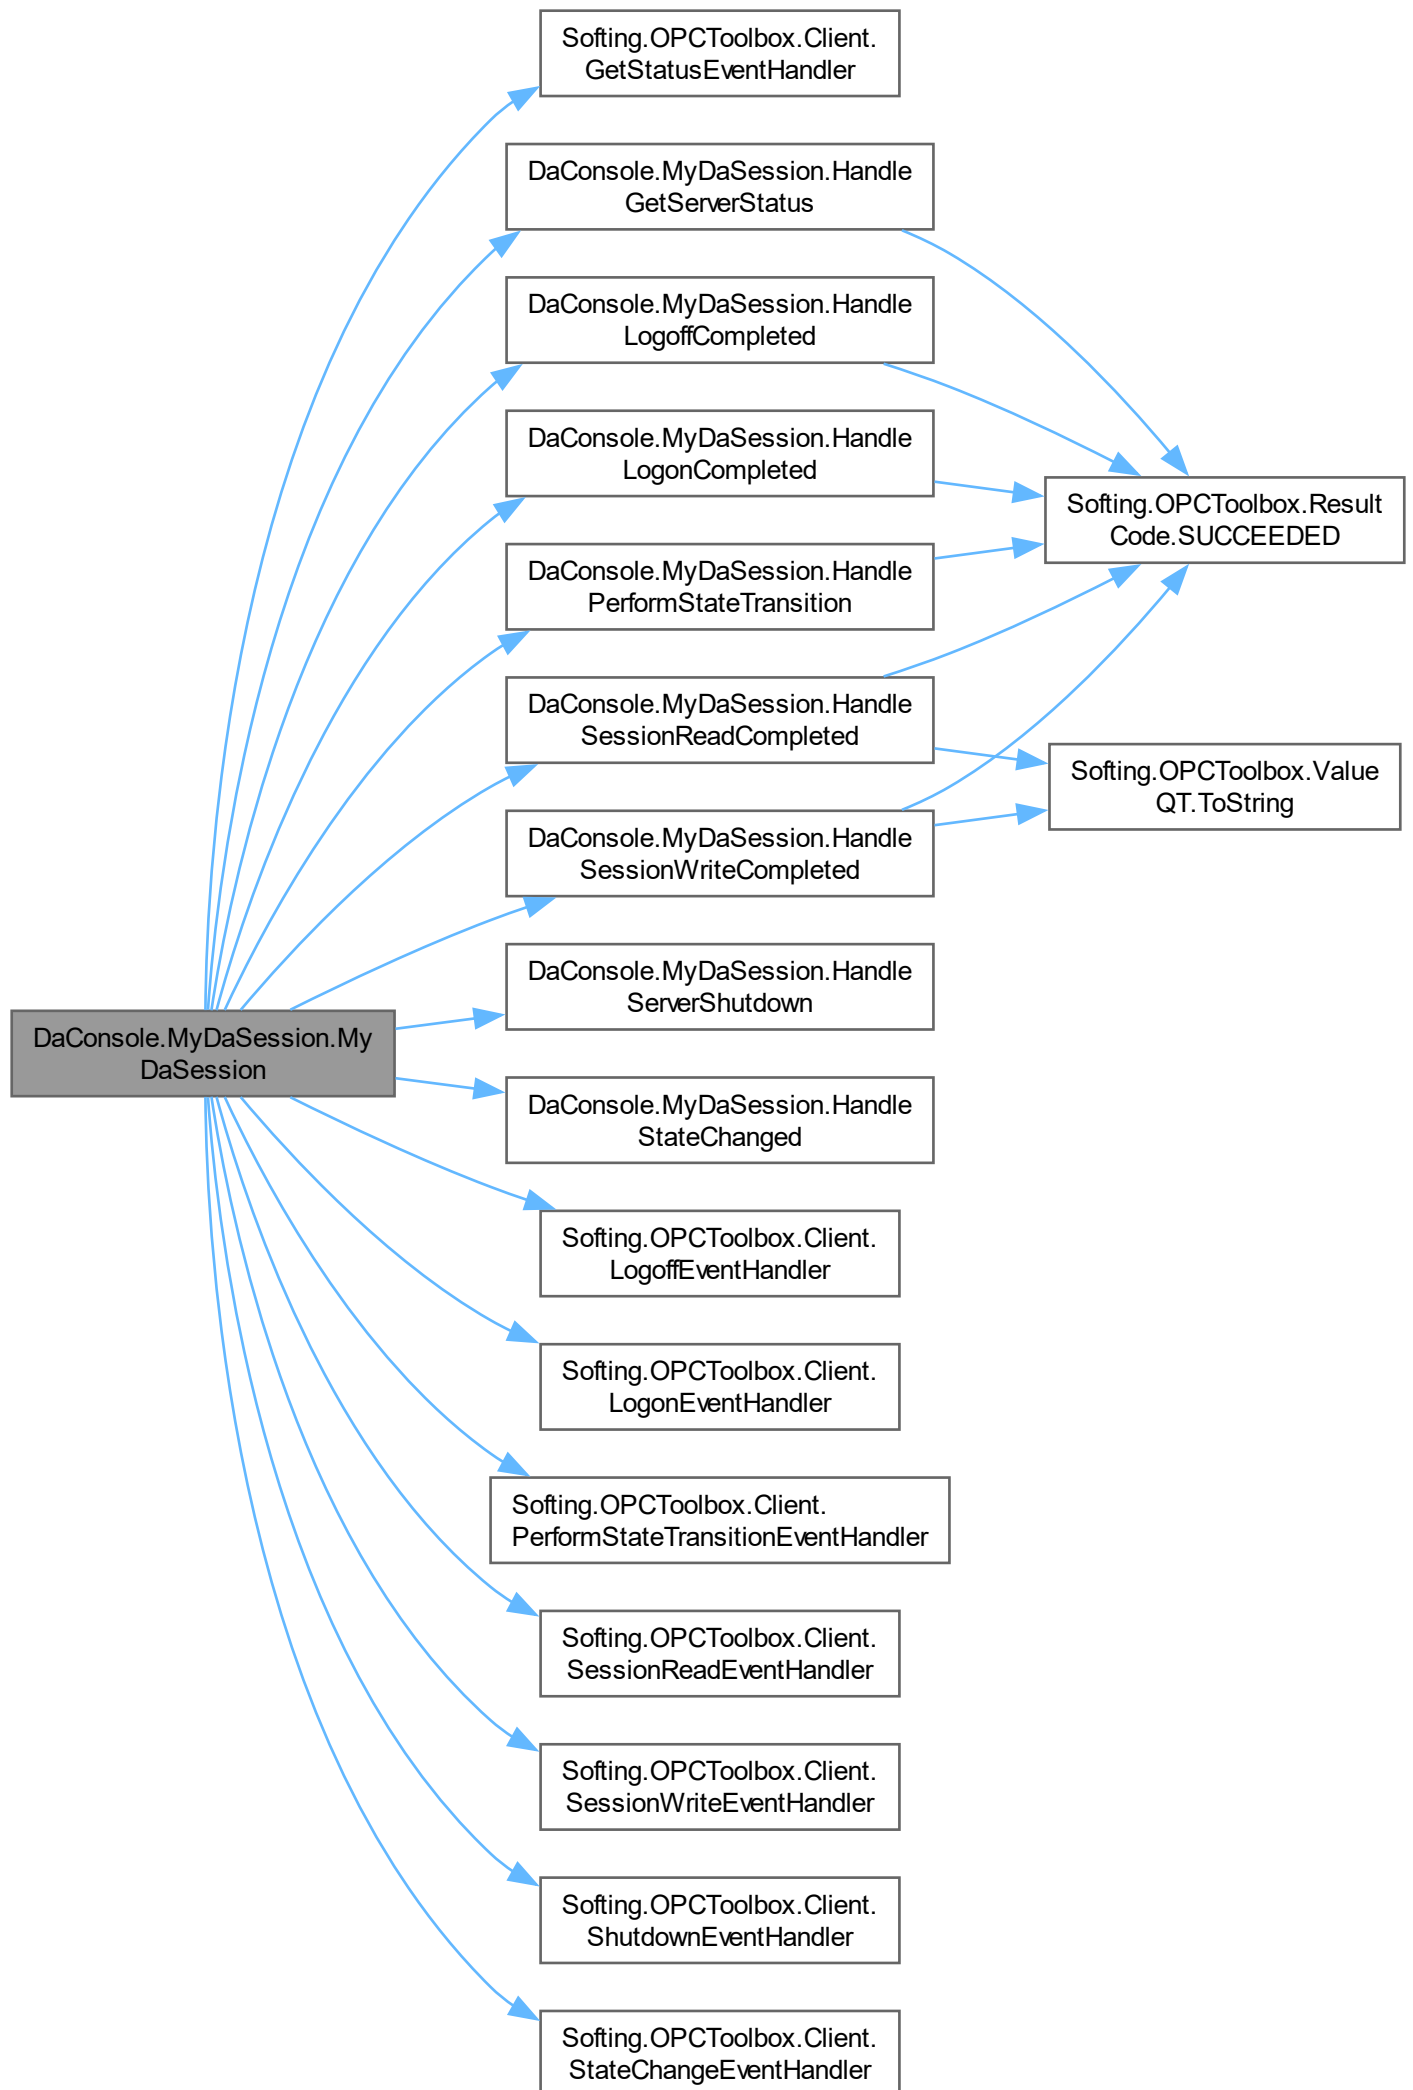 Softing.OPCToolbox.Client.
GetStatusEventHandler
DaConsole.MyDaSession.Handle
GetServerStatus
DaConsole.MyDaSession.Handle
LogoffCompleted
DaConsole.MyDaSession.Handle
LogonCompleted
Softing.OPCToolbox.Result
Code.SUCCEEDED
DaConsole.MyDaSession.Handle
PerformStateTransition
DaConsole.MyDaSession.Handle
SessionReadCompleted
Softing.OPCToolbox.Value
QT.ToString
DaConsole.MyDaSession.Handle
SessionWriteCompleted
DaConsole.MyDaSession.Handle
ServerShutdown
DaConsole.MyDaSession.My
DaSession
DaConsole.MyDaSession.Handle
StateChanged
Softing.OPCToolbox.Client.
LogoffEventHandler
Softing.OPCToolbox.Client.
LogonEventHandler
Softing.OPCToolbox.Client.
PerformStateTransitionEventHandler
Softing.OPCToolbox.Client.
SessionReadEventHandler
Softing.OPCToolbox.Client.
SessionWriteEventHandler
Softing.OPCToolbox.Client.
ShutdownEventHandler
Softing.OPCToolbox.Client.
StateChangeEventHandler